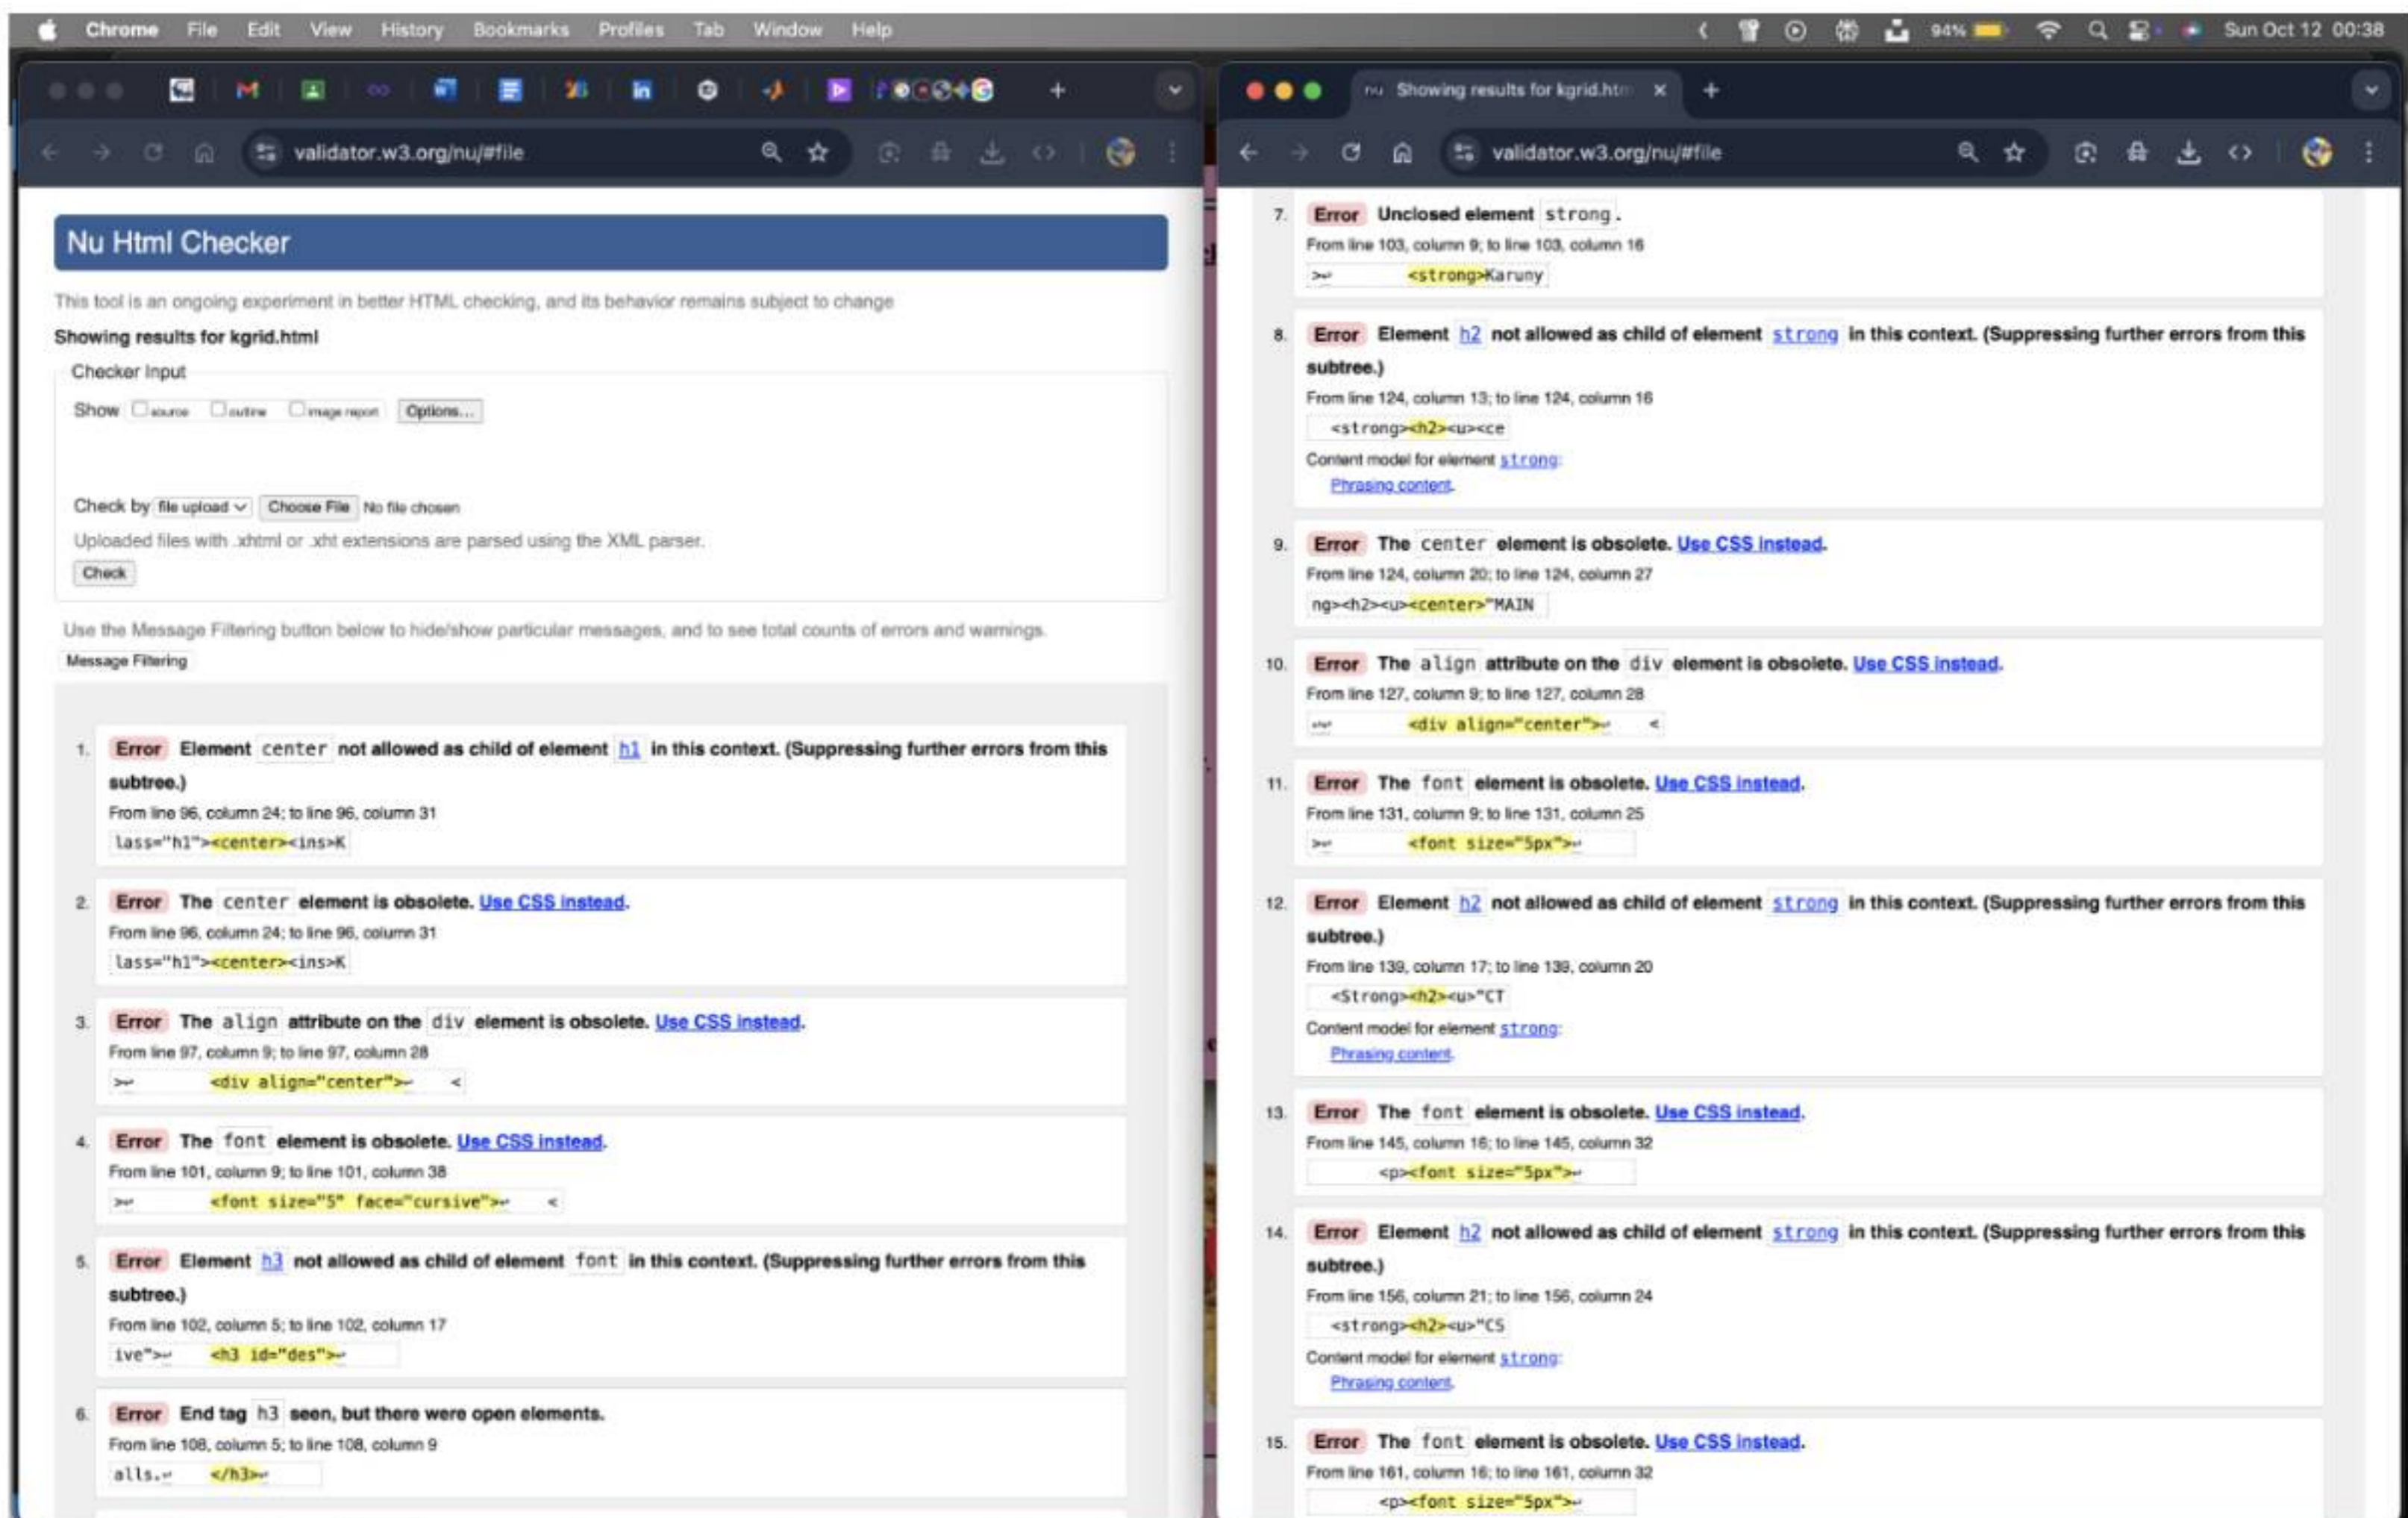 Chrome File Edit View History Bookmarks Profiles Tab Window Help 94% Sun Oct 12 00:38
validator.w3.org/nu/#file
Nu Html Checker
This tool is an ongoing experiment in better HTML checking, and its behavior remains subject to change
Showing results for kgrid.html
Checker Input
Show source outline image report Options...
Check by file upload Choose File No file chosen
Uploaded files with .xhtml or .xht extensions are parsed using the XML parser.
Check
Use the Message Filtering button below to hide/show particular messages, and to see total counts of errors and warnings.
Message Filtering
1. Error Element center not allowed as child of element h1 in this context. (Suppressing further errors from this
subtree.)
From line 96, column 24; to line 96, column 31
lass="h1"><center><ins>K
2. Error The center element is obsolete. Use CSS instead.
From line 96, column 24; to line 96, column 31
lass="h1"><center><ins>K
3. Error The align attribute on the div element is obsolete. Use CSS instead.
From line 97, column 9; to line 97, column 28
>↩ <div align="center">↩ <
4. Error The font element is obsolete. Use CSS instead.
From line 101, column 9; to line 101, column 38
>↩ <font size="5" face="cursive">↩ <
5. Error Element h3 not allowed as child of element font in this context. (Suppressing further errors from this
subtree.)
From line 102, column 5; to line 102, column 17
ive">↩ <h3 id="des">↩
6. Error End tag h3 seen, but there were open elements.
From line 108, column 5; to line 108, column 9
alls.↩ </h3>↩
Showing results for kgrid.htm
validator.w3.org/nu/#file
7. Error Unclosed element strong.
From line 103, column 9; to line 103, column 16
>↩ <strong>Karuny
8. Error Element h2 not allowed as child of element strong in this context. (Suppressing further errors from this
subtree.)
From line 124, column 13; to line 124, column 16
<strong><h2><u><ce
Content model for element strong:
Phrasing content.
9. Error The center element is obsolete. Use CSS instead.
From line 124, column 20; to line 124, column 27
ng><h2><u><center>"MAIN
10. Error The align attribute on the div element is obsolete. Use CSS instead.
From line 127, column 9; to line 127, column 28
↩↩ <div align="center">↩ <
11. Error The font element is obsolete. Use CSS instead.
From line 131, column 9; to line 131, column 25
>↩ <font size="5px">↩
12. Error Element h2 not allowed as child of element strong in this context. (Suppressing further errors from this
subtree.)
From line 139, column 17; to line 139, column 20
<Strong><h2><u>"CT
Content model for element strong:
Phrasing content.
13. Error The font element is obsolete. Use CSS instead.
From line 145, column 16; to line 145, column 32
<p><font size="5px">↩
14. Error Element h2 not allowed as child of element strong in this context. (Suppressing further errors from this
subtree.)
From line 156, column 21; to line 156, column 24
<strong><h2><u>"CS
Content model for element strong:
Phrasing content.
15. Error The font element is obsolete. Use CSS instead.
From line 161, column 16; to line 161, column 32
<p><font size="5px">↩